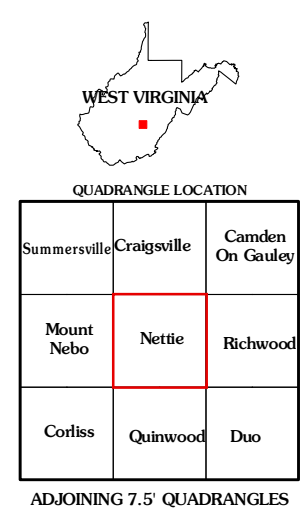 WEST VIRGINIA
QUADRANGLE LOCATION
Summersville
Craigsville
Camden
On Gauley
Mount
Nebo
Nettie
Richwood
Corliss
Quinwood
Duo
ADJOINING 7.5' QUADRANGLES